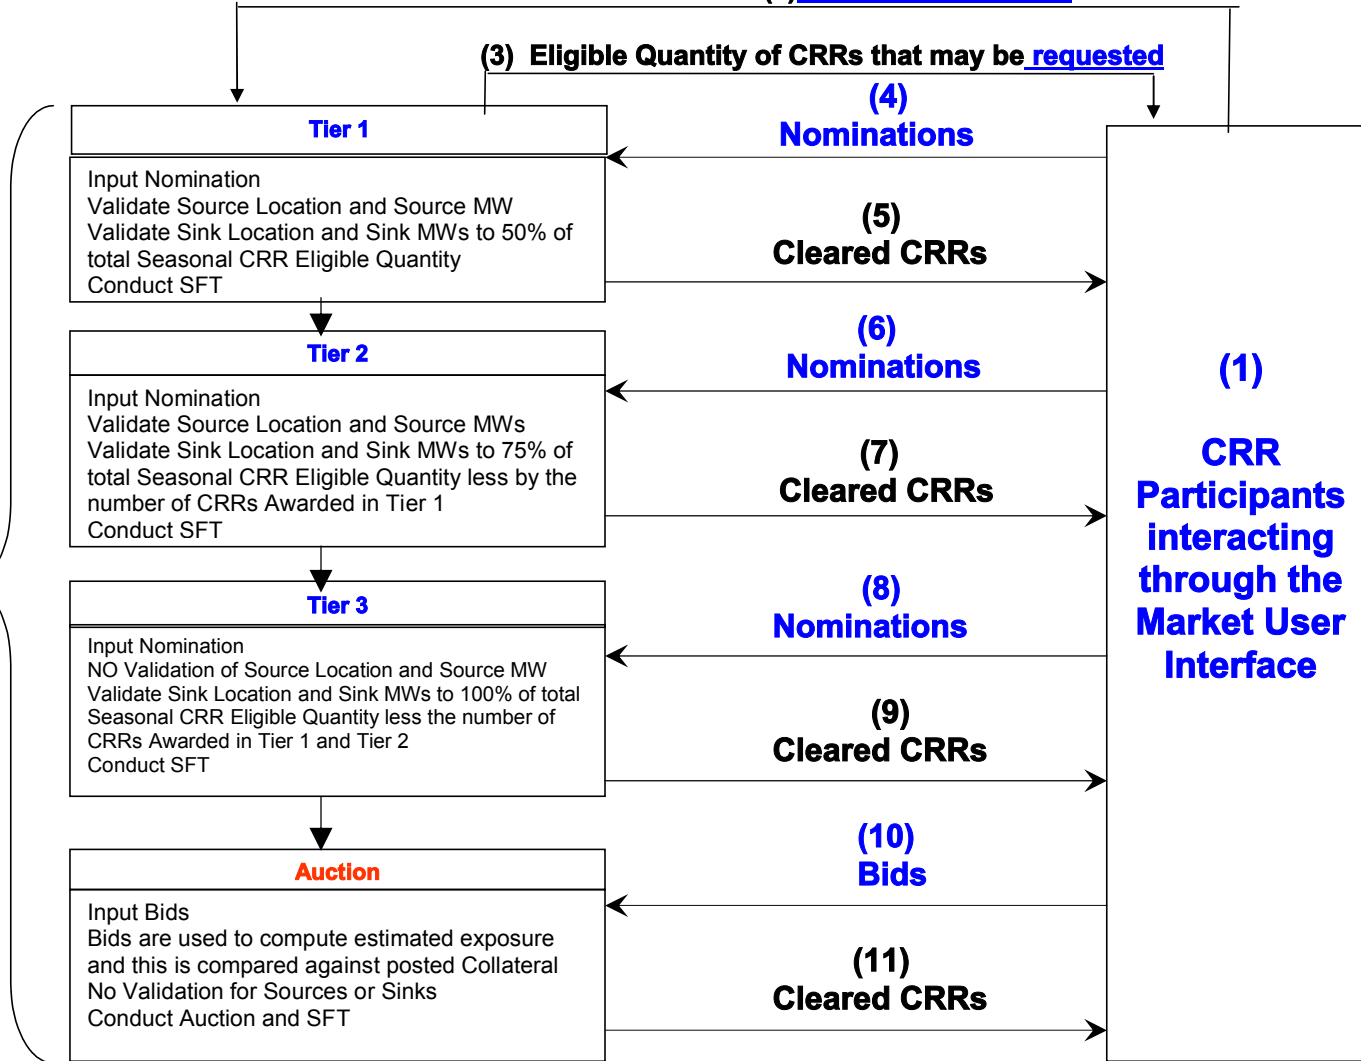 (3) Eligible Quantity of CRRs that may be requested
Tier 1
Input Nomination
Validate Source Location and Source MW
Validate Sink Location and Sink MWs to 50% of
total Seasonal CRR Eligible Quantity
Conduct SFT
(4)
Nominations
(5)
Cleared CRRs
Tier 2
Input Nomination
Validate Source Location and Source MWs
Validate Sink Location and Sink MWs to 75% of
total Seasonal CRR Eligible Quantity less by the
number of CRRs Awarded in Tier 1
Conduct SFT
(6)
Nominations
(7)
Cleared CRRs
Tier 3
Input Nomination
NO Validation of Source Location and Source MW
Validate Sink Location and Sink MWs to 100% of total
Seasonal CRR Eligible Quantity less the number of
CRRs Awarded in Tier 1 and Tier 2
Conduct SFT
(8)
Nominations
(9)
Cleared CRRs
Auction
Input Bids
Bids are used to compute estimated exposure
and this is compared against posted Collateral
No Validation for Sources or Sinks
Conduct Auction and SFT
(10)
Bids
(11)
Cleared CRRs
(1)
CRR
Participants
interacting
through the
Market User
Interface